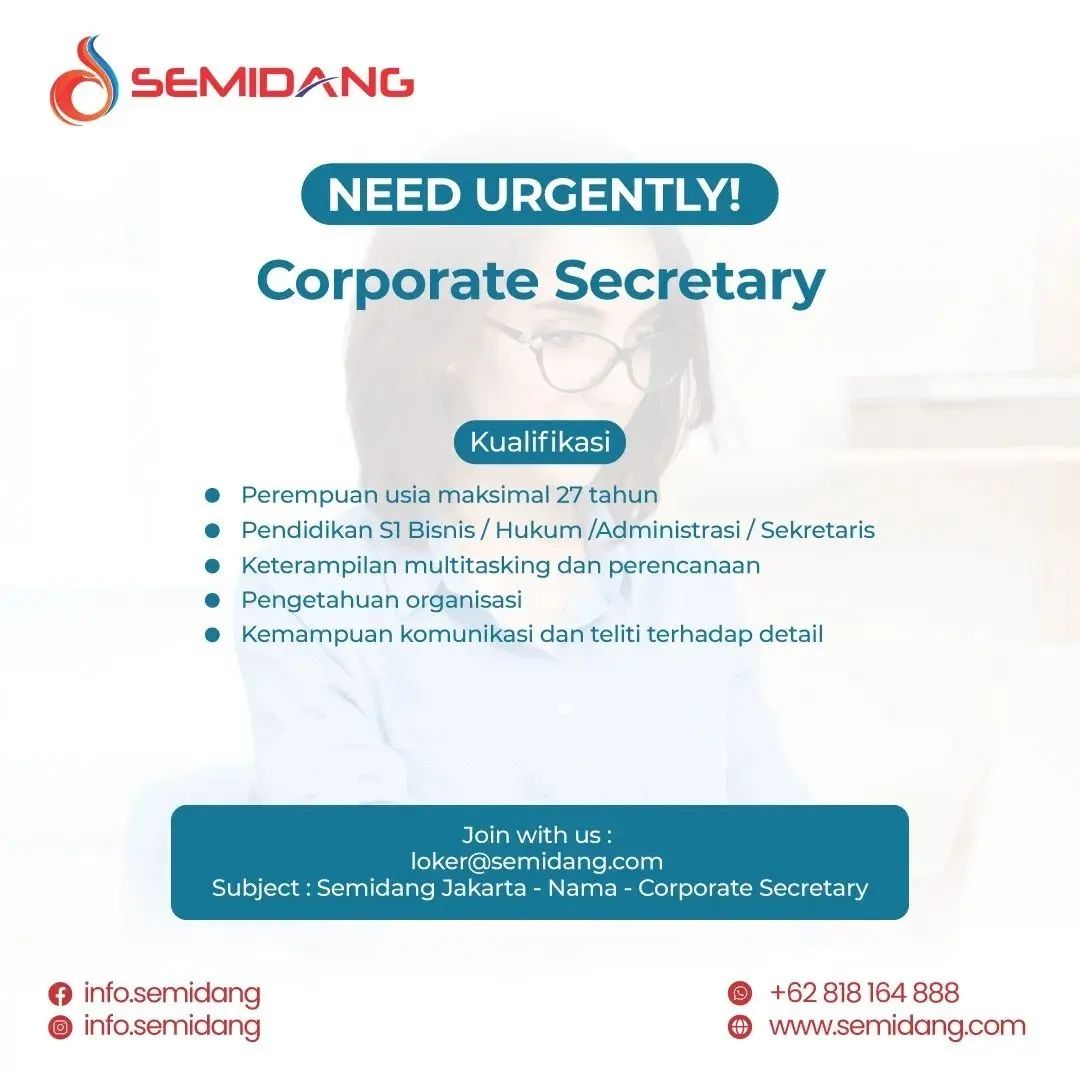 SEMIDANG
NEED URGENTLY!
Corporate Secretary
Kualifikasi
● Perempuan usia maksimal 27 tahun
● Pendidikan S1 Bisnis / Hukum /Administrasi / Sekretaris
● Keterampilan multitasking dan perencanaan
● Pengetahuan organisasi
● Kemampuan komunikasi dan teliti terhadap detail
Join with us :
loker@semidang.com
Subject : Semidang Jakarta - Nama - Corporate Secretary
info.semidang
info.semidang
+62 818 164 888
www.semidang.com